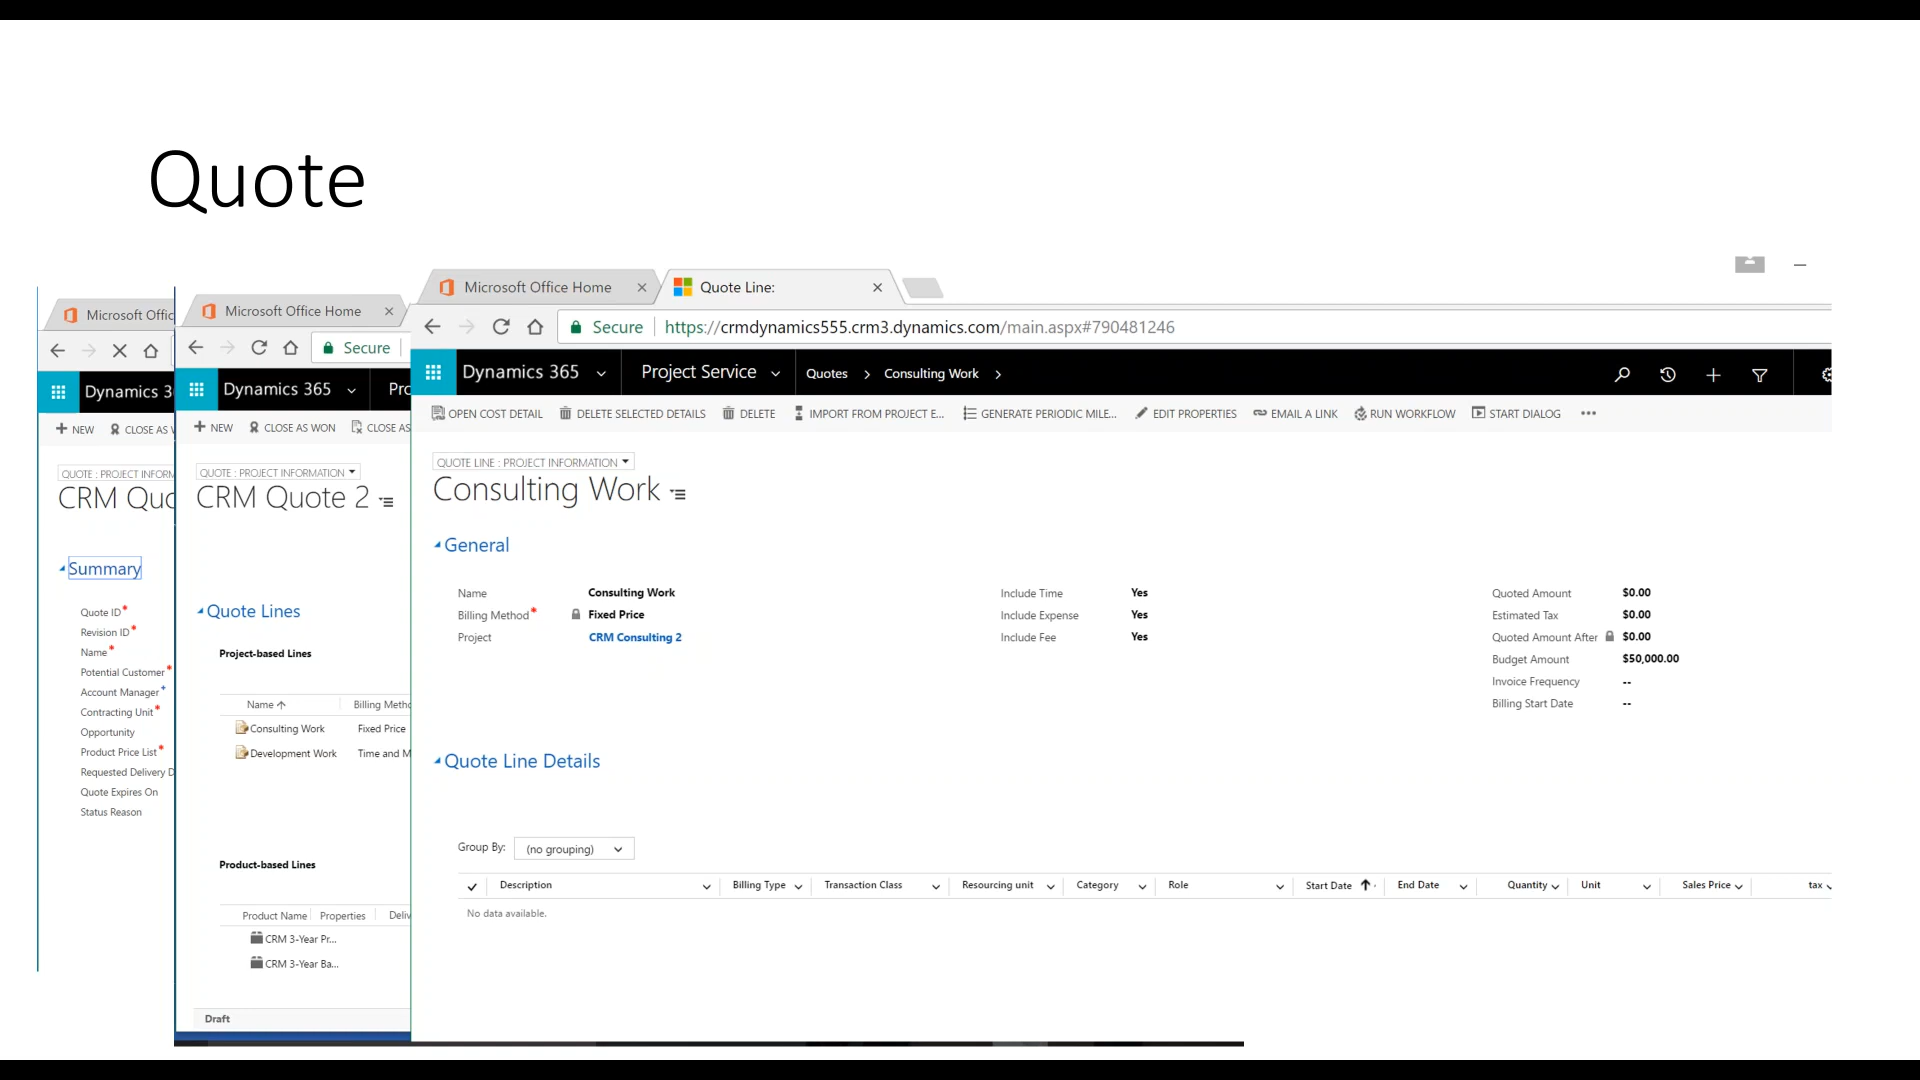 Quote
Microsoft Offic
Dynamics 3
NEW CLOSE AS
QUOTE : PROJECT INFORM
CRM Quo
Summary
Quote ID*
Revision ID*
Name*
Potential Customer*
Account Manager+
Contracting Unit*
Opportunity
Product Price List*
Requested Delivery D
Quote Expires On
Status Reason
Microsoft Office Home
Secure
Dynamics 365 Pro
NEW CLOSE AS WON CLOSE AS
QUOTE : PROJECT INFORMATION
CRM Quote 2
Quote Lines
Project-based Lines
Name Billing Metho
Consulting Work Fixed Price
Development Work Time and M
Product-based Lines
Product Name Properties Deliv
CRM 3-Year Pr...
CRM 3-Year Ba...
Draft
Microsoft Office Home Quote Line:
Secure https://crmdynamics555.crm3.dynamics.com/main.aspx#790481246
Dynamics 365 Project Service Quotes > Consulting Work >
OPEN COST DETAIL DELETE SELECTED DETAILS DELETE IMPORT FROM PROJECT E... GENERATE PERIODIC MILE... EDIT PROPERTIES EMAIL A LINK RUN WORKFLOW START DIALOG ...
QUOTE LINE : PROJECT INFORMATION
Consulting Work
General
Name Consulting Work Include Time Yes Quoted Amount $0.00
Billing Method* Fixed Price Include Expense Yes Estimated Tax $0.00
Project CRM Consulting 2 Include Fee Yes Quoted Amount After $0.00
Budget Amount $50,000.00
Invoice Frequency --
Billing Start Date --
Quote Line Details
Group By: (no grouping)
Description Billing Type Transaction Class Resourcing unit Category Role Start Date End Date Quantity Unit Sales Price tax
No data available.